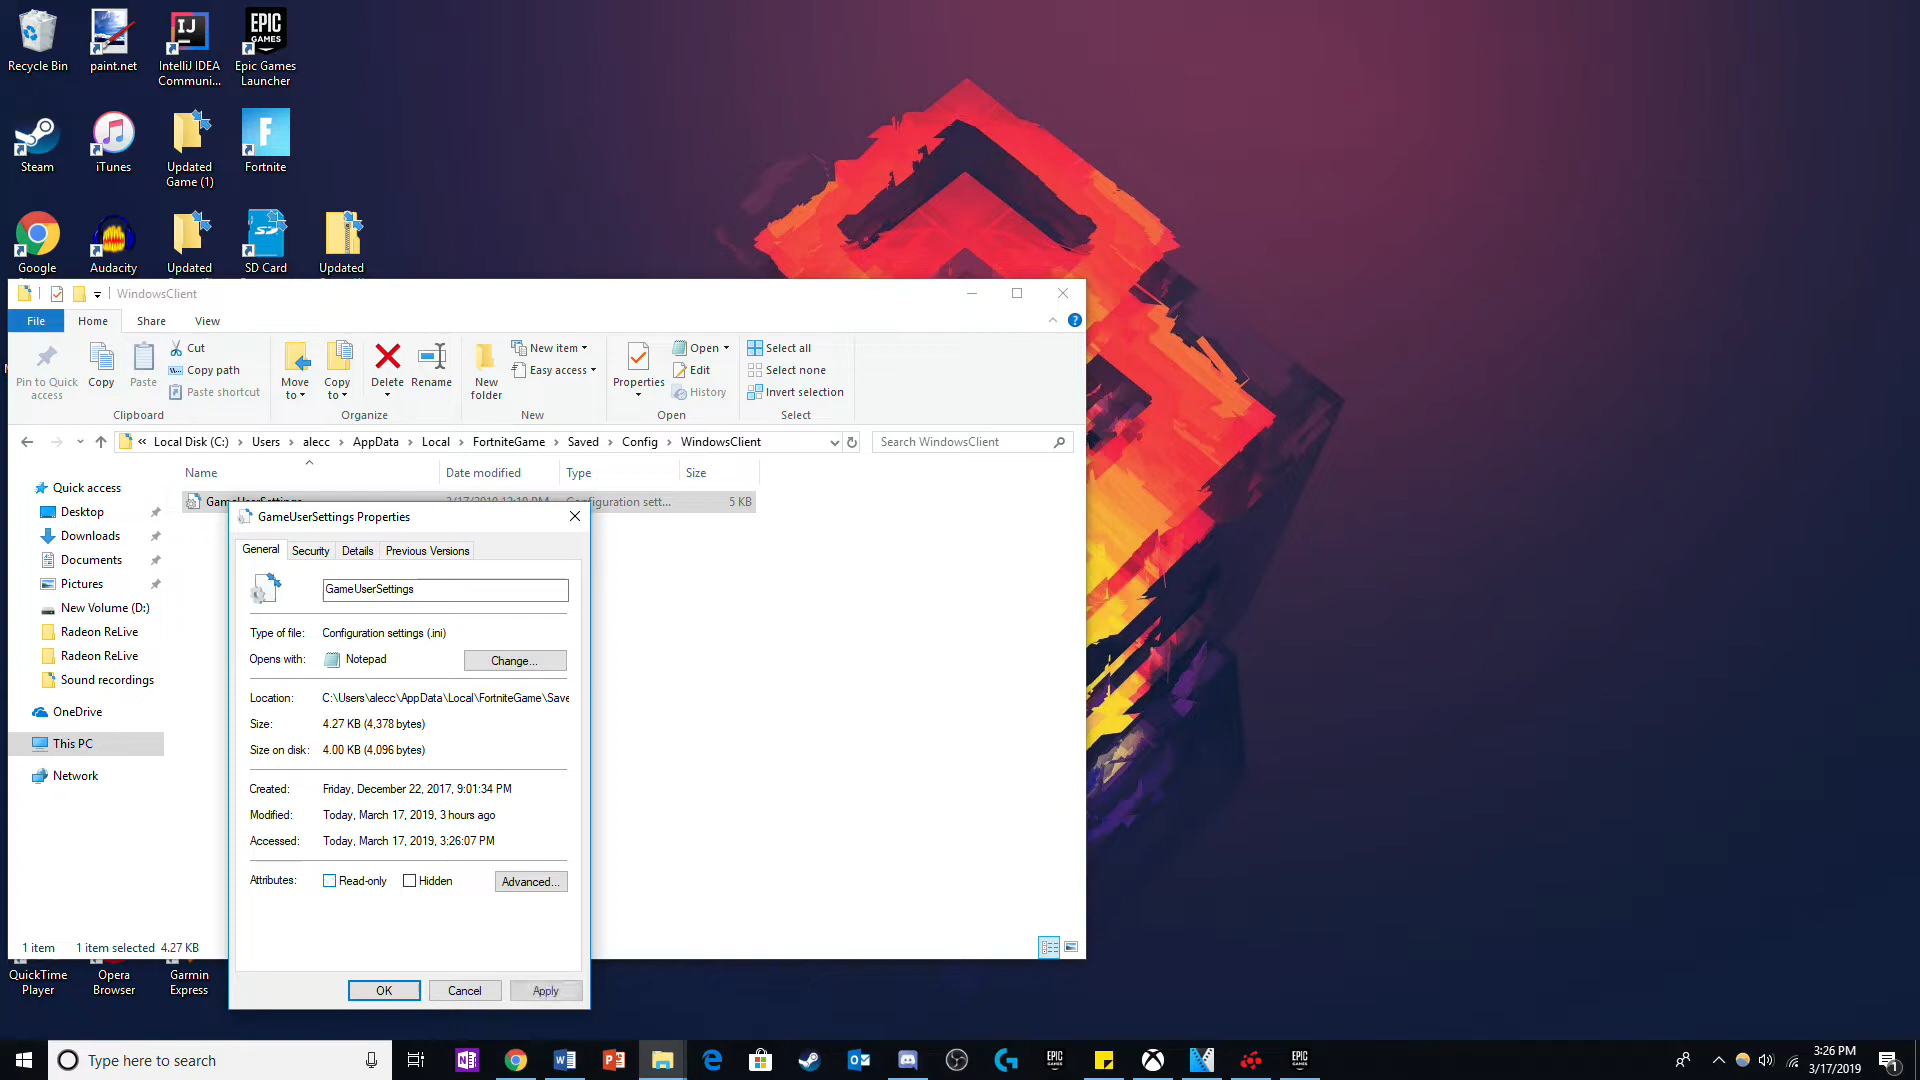 Recycle Bin
paint.net
IntelliJ IDEA
Communi...
EPIC
GAMES
Epic Games
Launcher
Steam
iTunes
Updated
Game (1)
Fortnite
Google
Audacity
Updated
SD Card
Updated
WindowsClient
File
Home
Share
View
Pin to Quick
access
Copy
Paste
Cut
Copy path
Paste shortcut
Clipboard
Move
to
Copy
to
Delete
Rename
Organize
New
folder
New item
Easy access
New
Properties
Open
Edit
History
Open
Select all
Select none
Invert selection
Select
« Local Disk (C:) > Users > alecc > AppData > Local > FortniteGame > Saved > Config > WindowsClient
Search WindowsClient
Name
Date modified
Type
Size
Quick access
Desktop
Downloads
Documents
Pictures
New Volume (D:)
Radeon ReLive
Radeon ReLive
Sound recordings
OneDrive
This PC
Network
GameUserSettings
3/17/2019 12:19 PM
Configuration sett...
5 KB
GameUserSettings Properties
General
Security
Details
Previous Versions
GameUserSettings
Type of file:
Configuration settings (.ini)
Opens with:
Notepad
Change...
Location:
C:\Users\alecc\AppData\Local\FortniteGame\Save
Size:
4.27 KB (4,378 bytes)
Size on disk:
4.00 KB (4,096 bytes)
Created:
Friday, December 22, 2017, 9:01:34 PM
Modified:
Today, March 17, 2019, 3 hours ago
Accessed:
Today, March 17, 2019, 3:26:07 PM
Attributes:
Read-only
Hidden
Advanced...
OK
Cancel
Apply
1 item
1 item selected 4.27 KB
QuickTime
Player
Opera
Browser
Garmin
Express
Type here to search
3:26 PM
3/17/2019
1